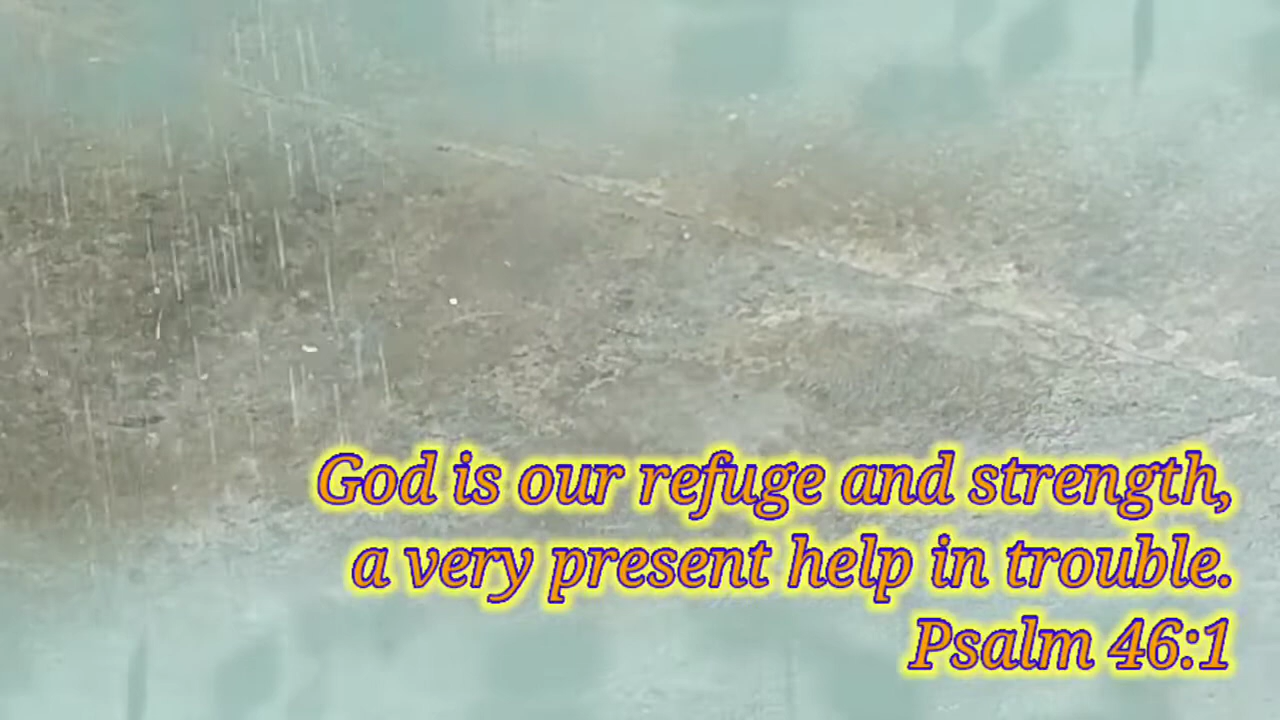 God is our refuge and strength,
a very present help in trouble.
Psalm 46:1